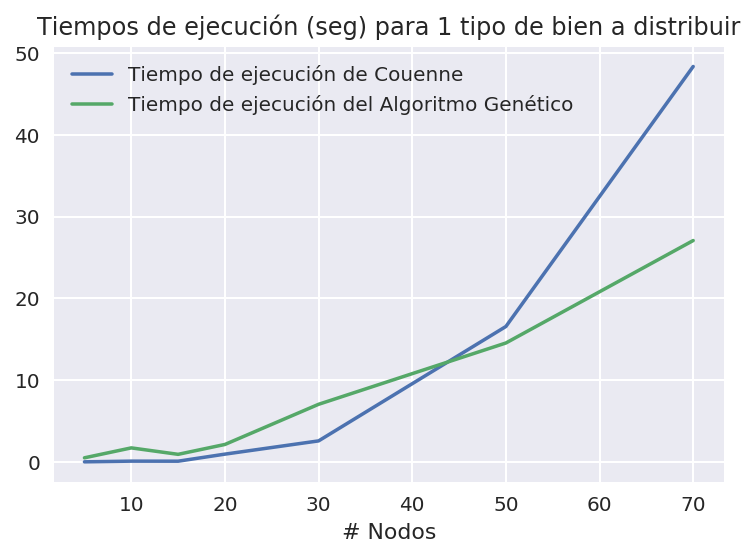 Tiempos de ejecución (seg) para 1 tipo de bien a distribuir
Tiempo de ejecución de Couenne
Tiempo de ejecución del Algoritmo Genético
50
40
30
20
10
0
10 20 30 40 50 60 70
# Nodos